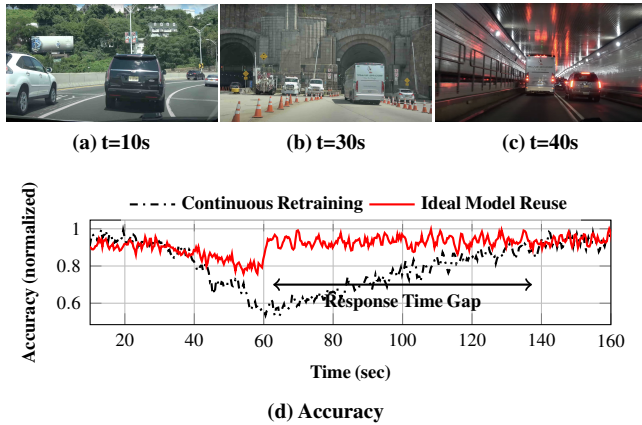 (a) t=10s
(b) t=30s
(c) t=40s
Continuous Retraining
Ideal Model Reuse
Accuracy (normalized)
1
0.8
0.6
Response Time Gap
20
40
60
80
100
120
140
160
Time (sec)
(d) Accuracy